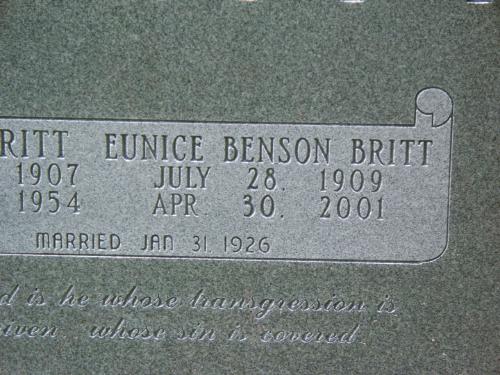 RITT EUNICE BENSON BRITT
1907 JULY 28, 1909
1954 APR. 30, 2001
MARRIED JAN 31 1926
d is he whose transgression is
iven whose sin is covered